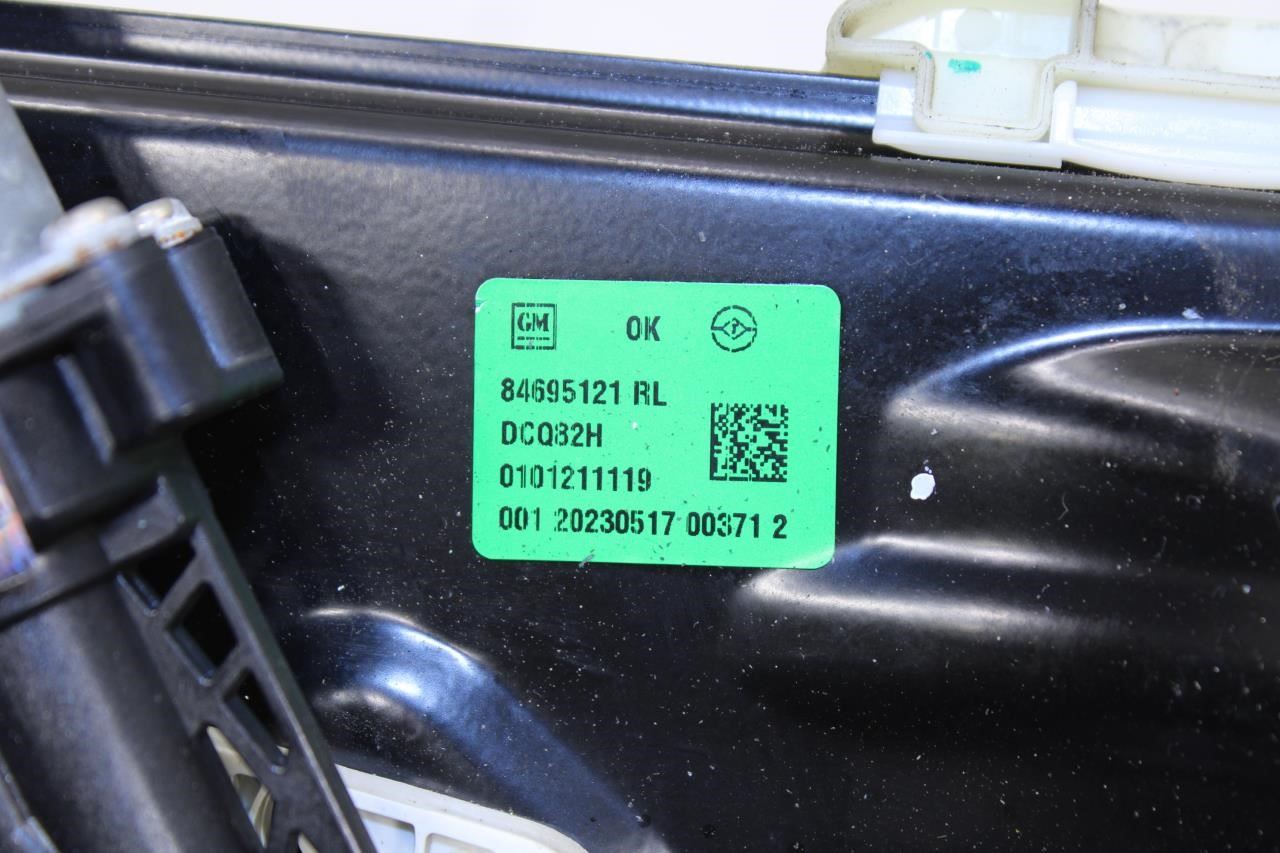 GM OK
84695121 RL
DCQ82H
0101211119
001 20230517 00371 2